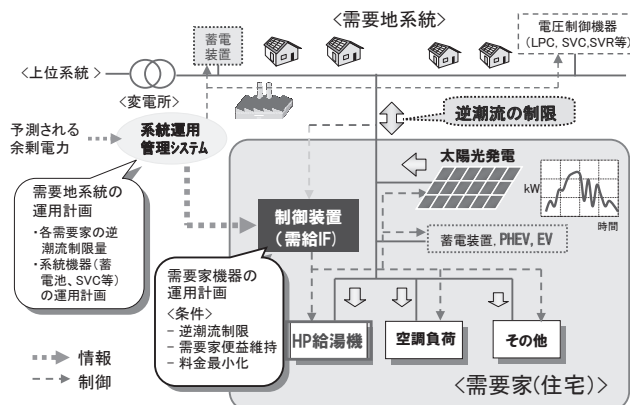 <需要地系統>
蓄電
装置
電圧制御機器
(LPC, SVC,SVR等)
<上位系統>
<変電所>
予測される
余剰電力
系統運用
管理システム
逆潮流の制限
太陽光発電
kW
時間
需要地系統の
運用計画
・各需要家の逆
潮流制限量
・系統機器(蓄
電池、SVC等)
の運用計画
制御装置
(需給IF)
蓄電装置, PHEV, EV
需要家機器の
運用計画
<条件>
- 逆潮流制限
- 需要家便益維持
- 料金最小化
HP給湯機
空調負荷
その他
情報
制御
<需要家(住宅)>